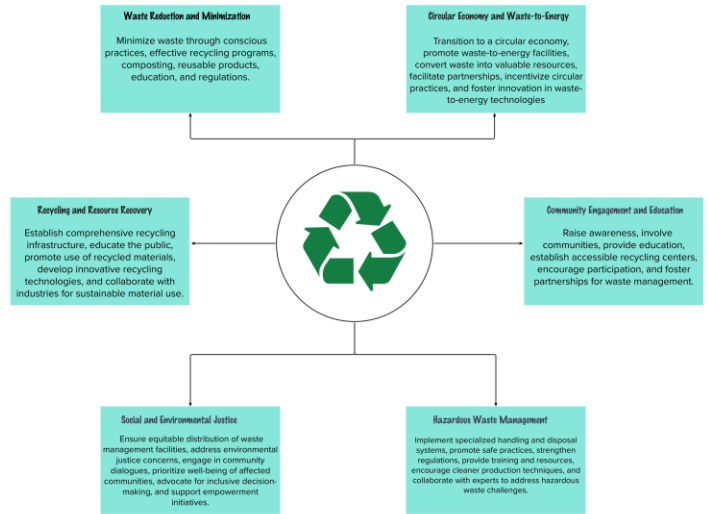 Waste Reduction and Minimization
Minimize waste through conscious
practices, effective recycling programs,
composting, reusable products,
education, and regulations.
Circular Economy and Waste-to-Energy
Transition to a circular economy,
promote waste-to-energy facilities,
convert waste into valuable resources,
facilitate partnerships, incentivize circular
practices, and foster innovation in waste-
to-energy technologies
Recycling and Resource Recovery
Establish comprehensive recycling
infrastructure, educate the public,
promote use of recycled materials,
develop innovative recycling
technologies, and collaborate with
industries for sustainable material use.
Community Engagement and Education
Raise awareness, involve
communities, provide education,
establish accessible recycling centers,
encourage participation, and foster
partnerships for waste management.
Social and Environmental Justice
Ensure equitable distribution of waste
management facilities, address environmental
justice concerns, engage in community
dialogues, prioritize well-being of affected
communities, advocate for inclusive decision-
making, and support empowerment
initiatives.
Hazardous Waste Management
Implement specialized handling and disposal
systems, promote safe practices, strengthen
regulations, provide training and resources,
encourage cleaner production techniques, and
collaborate with experts to address hazardous
waste challenges.